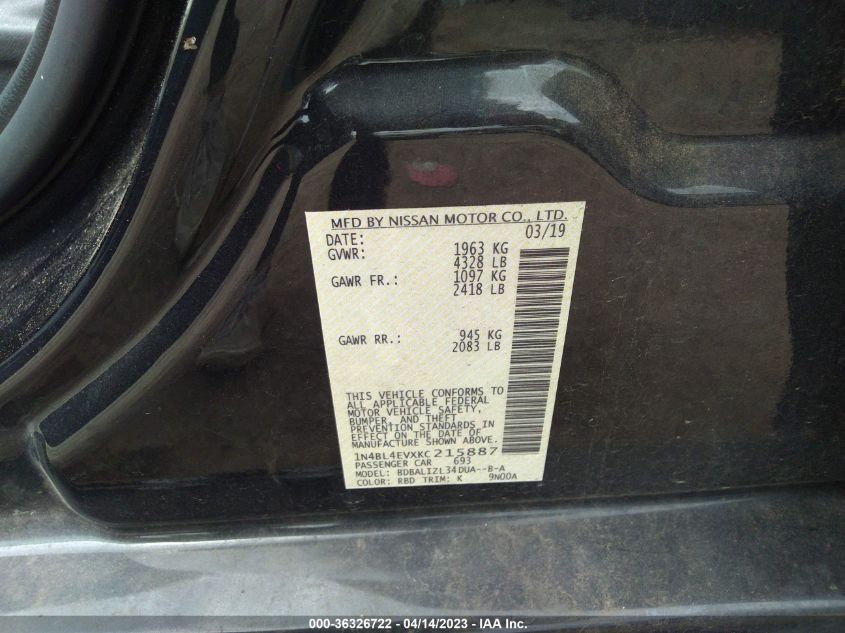 MFD BY NISSAN MOTOR CO., LTD.
DATE: 03/19
GVWR: 1963 KG
4328 LB
GAWR FR.: 1097 KG
2418 LB
GAWR RR.: 945 KG
2083 LB
THIS VEHICLE CONFORMS TO
ALL APPLICABLE FEDERAL
MOTOR VEHICLE SAFETY,
BUMPER, AND THEFT
PREVENTION STANDARDS IN
EFFECT ON THE DATE OF
MANUFACTURE SHOWN ABOVE.
1N4BL4EVXKC215887
PASSENGER CAR 693
MODEL: BDBALIZL34DUA--B-A
COLOR: RBD TRIM: K 9N00A
000-36326722 - 04/14/2023 - IAA Inc.